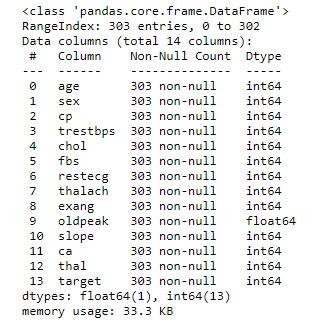 <class 'pandas.core.frame.DataFrame'>
RangeIndex: 303 entries, 0 to 302
Data columns (total 14 columns):
 #   Column    Non-Null Count  Dtype
---  ------    --------------  -----
 0   age       303 non-null    int64
 1   sex       303 non-null    int64
 2   cp        303 non-null    int64
 3   trestbps  303 non-null    int64
 4   chol      303 non-null    int64
 5   fbs       303 non-null    int64
 6   restecg   303 non-null    int64
 7   thalach   303 non-null    int64
 8   exang     303 non-null    int64
 9   oldpeak   303 non-null    float64
 10  slope     303 non-null    int64
 11  ca        303 non-null    int64
 12  thal      303 non-null    int64
 13  target    303 non-null    int64
dtypes: float64(1), int64(13)
memory usage: 33.3 KB